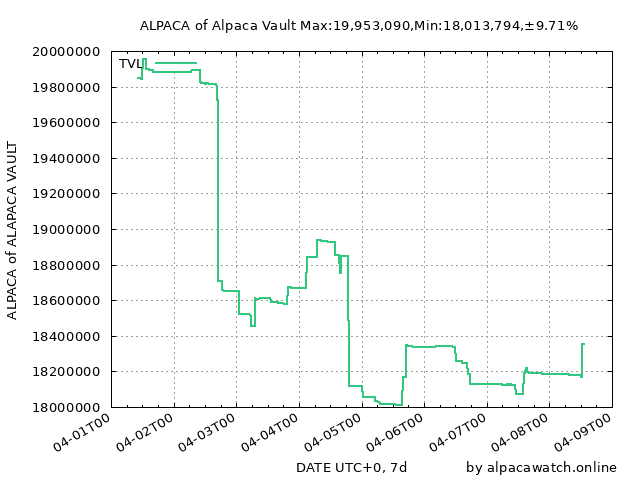 ALPACA of Alpaca Vault Max:19,953,090,Min:18,013,794,±9.71%
TVL
20000000
19800000
19600000
19400000
19200000
19000000
18800000
18600000
18400000
18200000
18000000
ALPACA of ALAPACA VAULT
04-01T00
04-02T00
04-03T00
04-04T00
04-05T00
04-06T00
04-07T00
04-08T00
04-09T00
DATE UTC+0, 7d
by alpacawatch.online